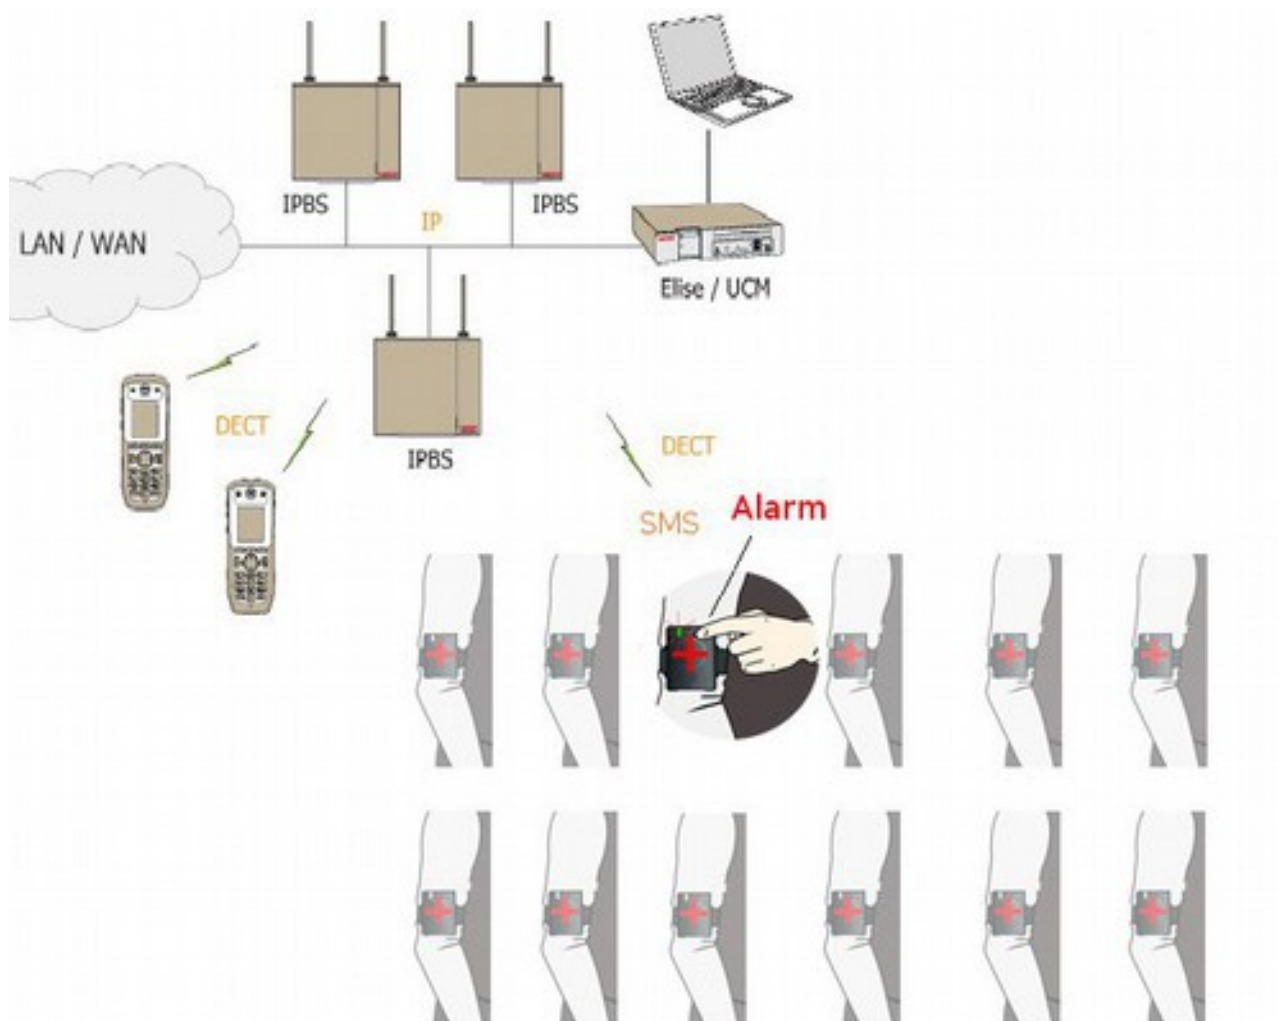 IPBS
IPBS
IP
LAN / WAN
Elise / UCM
DECT
IPBS
DECT
SMS
Alarm